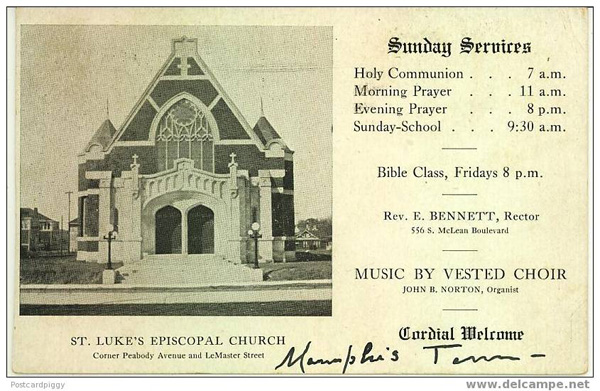 Sunday Services
Holy Communion . . . 7 a.m.
Morning Prayer . . . 11 a.m.
Evening Prayer . . . 8 p.m.
Sunday-School . . . 9:30 a.m.
Bible Class, Fridays 8 p.m.
Rev. E. BENNETT, Rector
556 S. McLean Boulevard
MUSIC BY VESTED CHOIR
JOHN B. NORTON, Organist
Cordial Welcome
ST. LUKE'S EPISCOPAL CHURCH
Corner Peabody Avenue and LeMaster Street
Memphis Tenn -
Postcardpiggy
delcampe.net